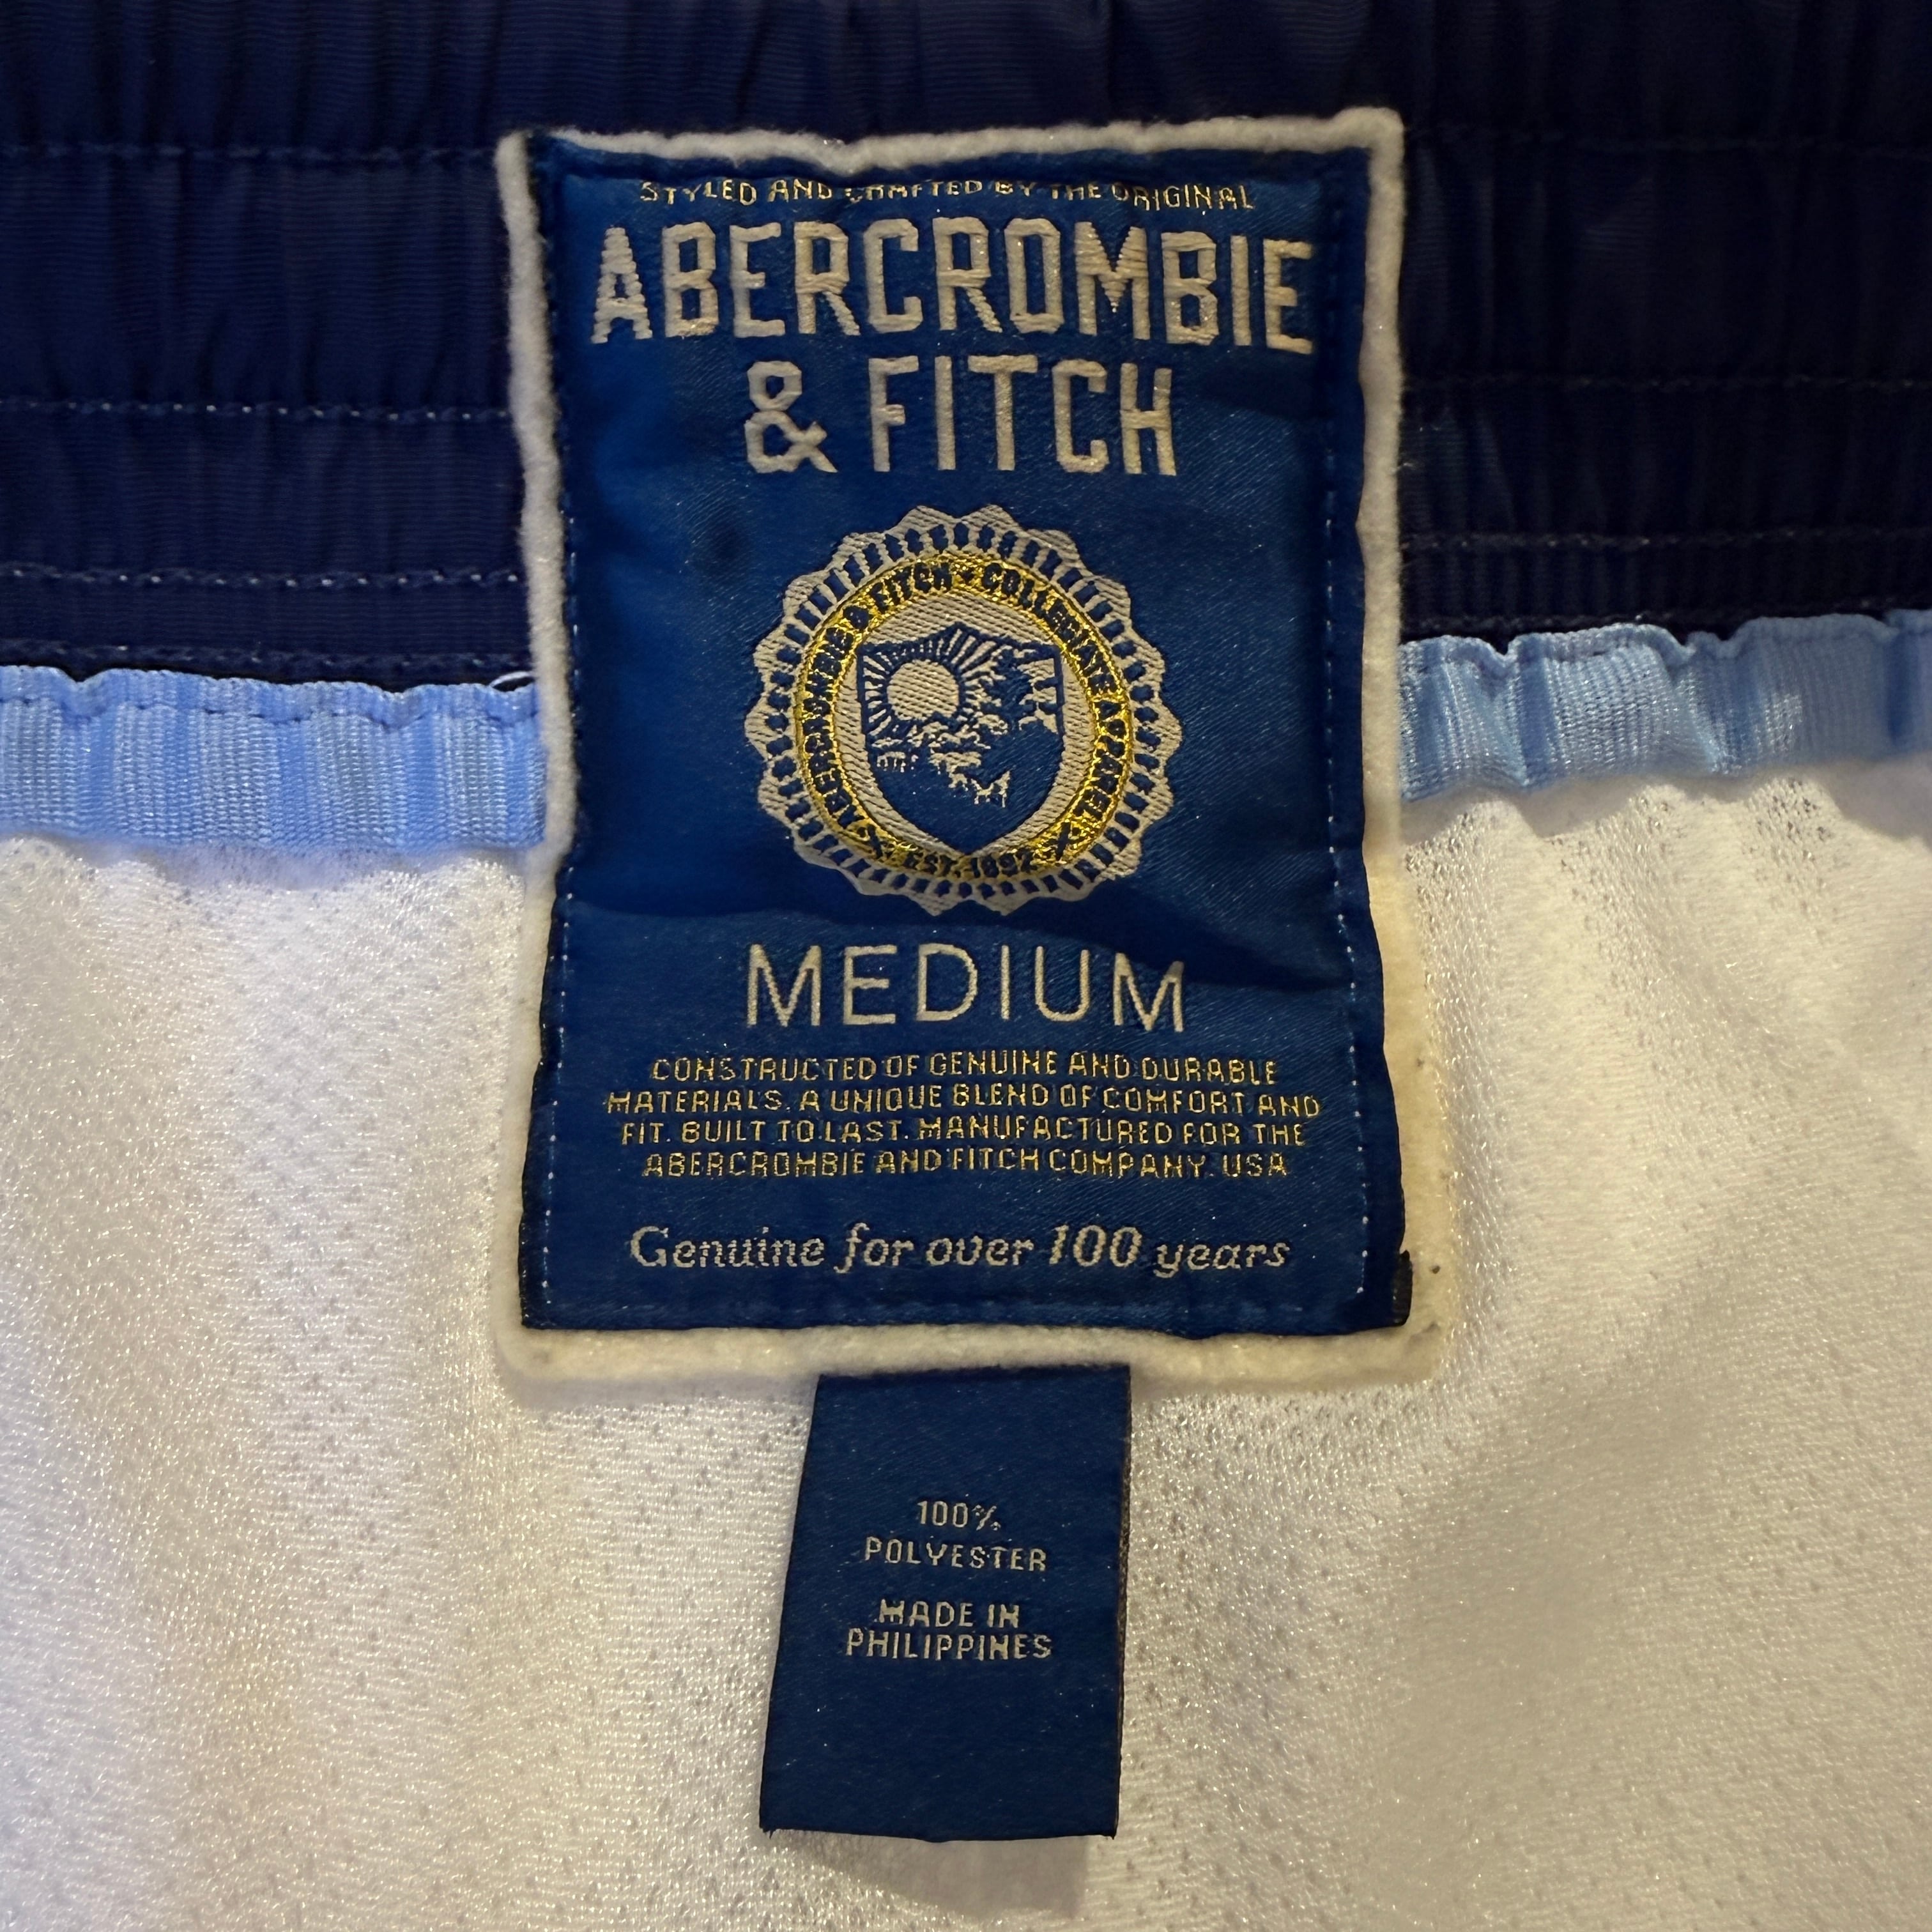 STYLED AND CRAFTED BY THE ORIGINAL
ABERCROMBIE
& FITCH
ABERCROMBIE & FITCH • COLLEGIATE APPAREL
EST. 1892
MEDIUM
CONSTRUCTED OF GENUINE AND DURABLE
MATERIALS. A UNIQUE BLEND OF COMFORT AND
FIT. BUILT TO LAST. MANUFACTURED FOR THE
ABERCROMBIE AND FITCH COMPANY. USA
Genuine for over 100 years
100%
POLYESTER
MADE IN
PHILIPPINES